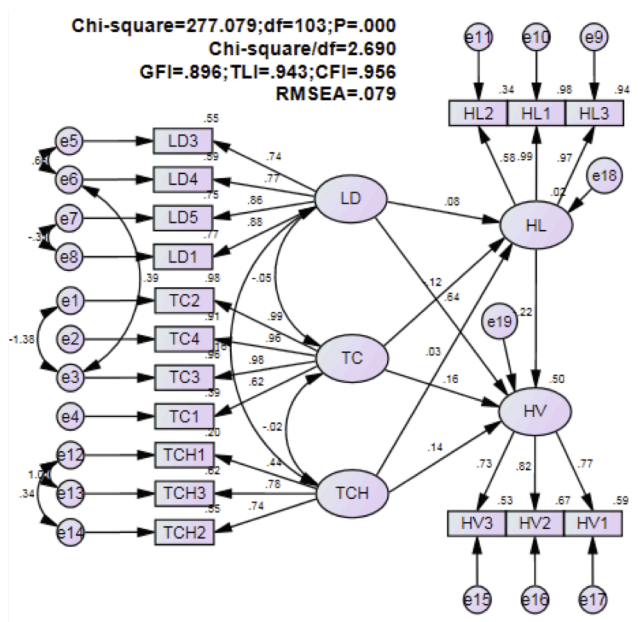 Chi-square=277.079;df=103;P=.000
Chi-square/df=2.690
GFI=.896;TLI=.943;CFI=.956
RMSEA=.079
e11 e10 e9
.34 .98 .94
HL2 HL1 HL3
.58 .99 .97
e18
.02
HL
.55
e5 LD3
.74
.59
e6 LD4
.77
.75
e7 LD5
.86
-.31
.77
e8 LD1
.88
LD
.08
.39
-.05
.12
.64
.98
e1 TC2
.99
.91
e2 TC4
.96
-1.38
e3 TC3
.98
.39
e4 TC1
.62
TC
.03
.16
e19
.22
.50
HV
-.02
.14
.20
e12 TCH1
.44
.62
e13 TCH3
.78
.34
e14 TCH2
.74
TCH
.73 .82 .77
.53 .67 .59
HV3 HV2 HV1
e15 e16 e17